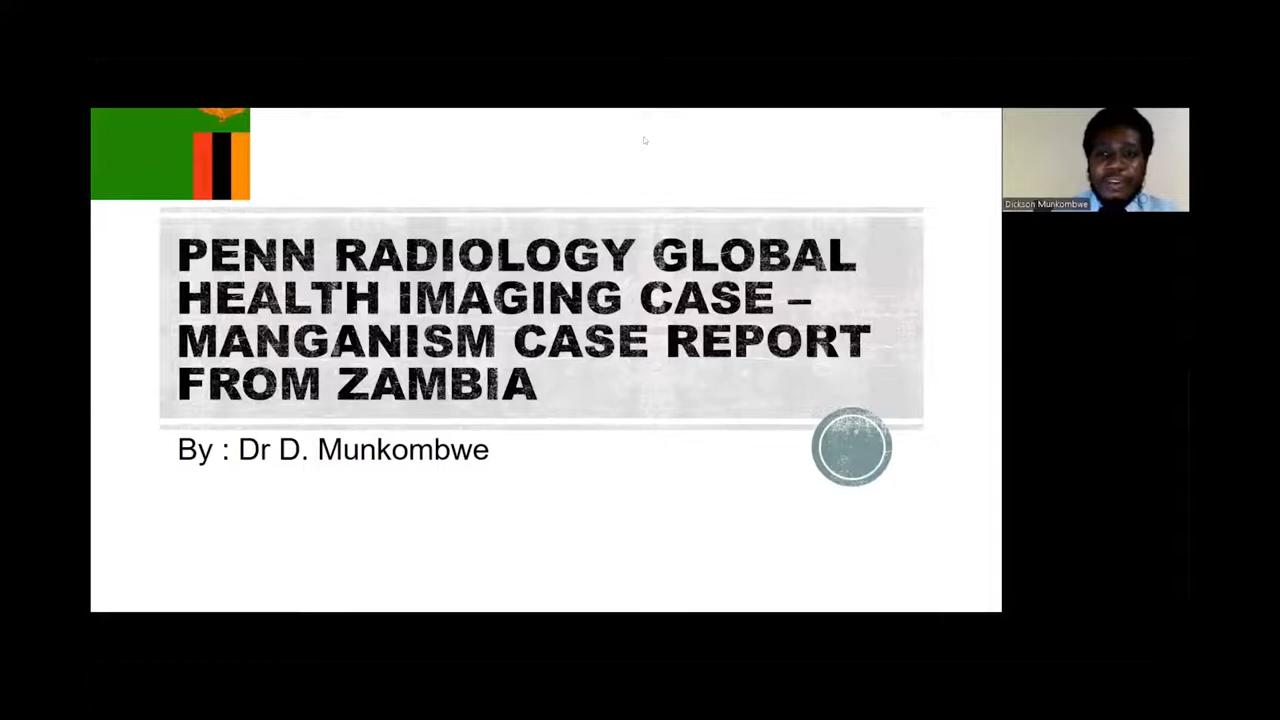 PENN RADIOLOGY GLOBAL
HEALTH IMAGING CASE –
MANGANISM CASE REPORT
FROM ZAMBIA
By : Dr D. Munkombwe
Dickson Munkombwe